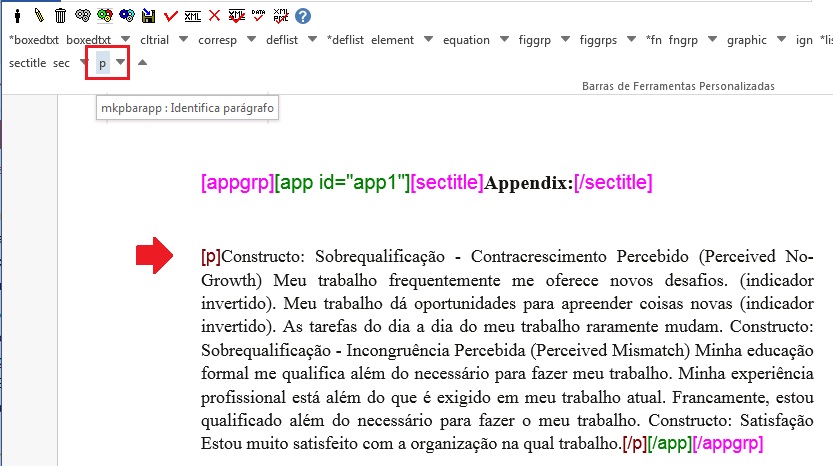 DATA
XML
XML
XML
PMC
?
*boxedtxt boxedtxt cltrial corresp deflist *deflist element equation figgrp figgrps *fn fngrp graphic ign *lis
sectitle sec p
Barras de Ferramentas Personalizadas
mkpbarapp : Identifica parágrafo
[appgrp][app id="app1"][sectitle]Appendix:[/sectitle]
[p]Constructo: Sobrequalificação - Contracrescimento Percebido (Perceived No-
Growth) Meu trabalho frequentemente me oferece novos desafios. (indicador
invertido). Meu trabalho dá oportunidades para apreender coisas novas (indicador
invertido). As tarefas do dia a dia do meu trabalho raramente mudam. Constructo:
Sobrequalificação - Incongruência Percebida (Perceived Mismatch) Minha educação
formal me qualifica além do necessário para fazer meu trabalho. Minha experiência
profissional está além do que é exigido em meu trabalho atual. Francamente, estou
qualificado além do necessário para fazer o meu trabalho. Constructo: Satisfação
Estou muito satisfeito com a organização na qual trabalho.[/p][/app][/appgrp]